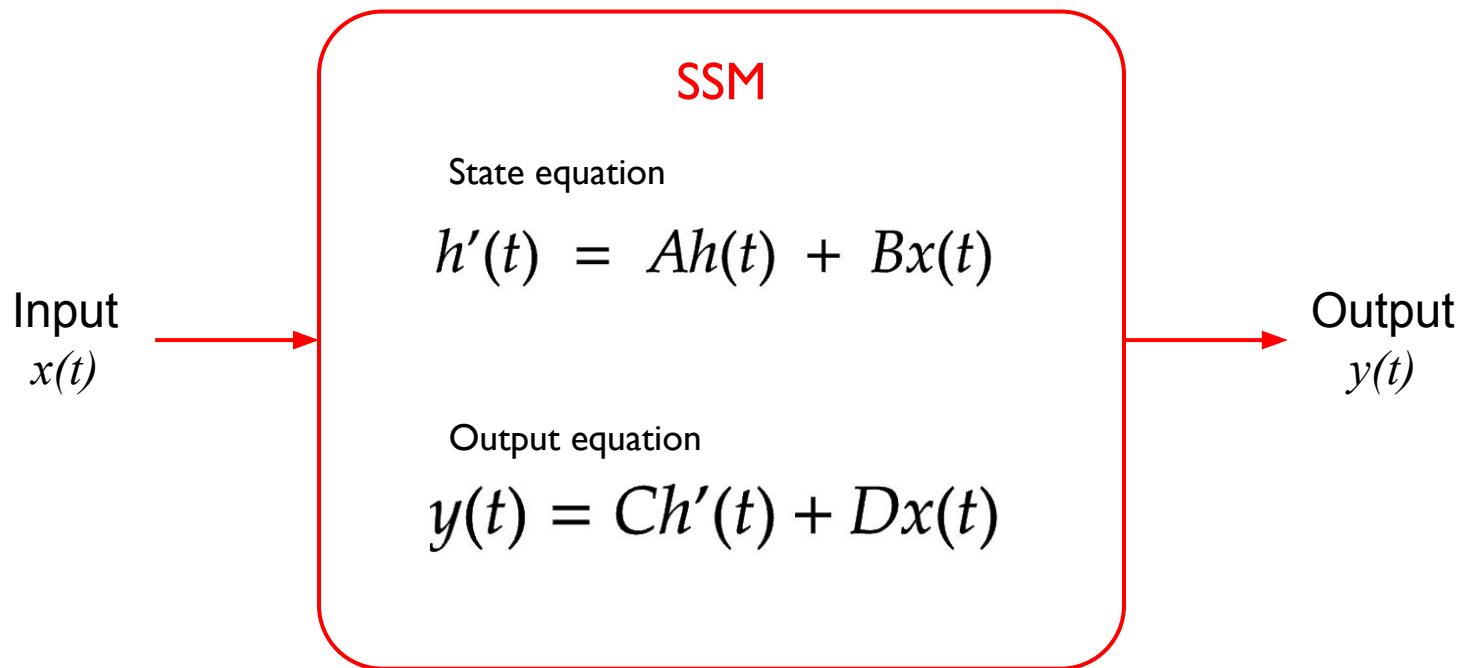 SSM
State equation
h′(t) = Ah(t) + Bx(t)
Input
x(t)
Output
y(t)
Output equation
y(t) = Ch′(t) + Dx(t)